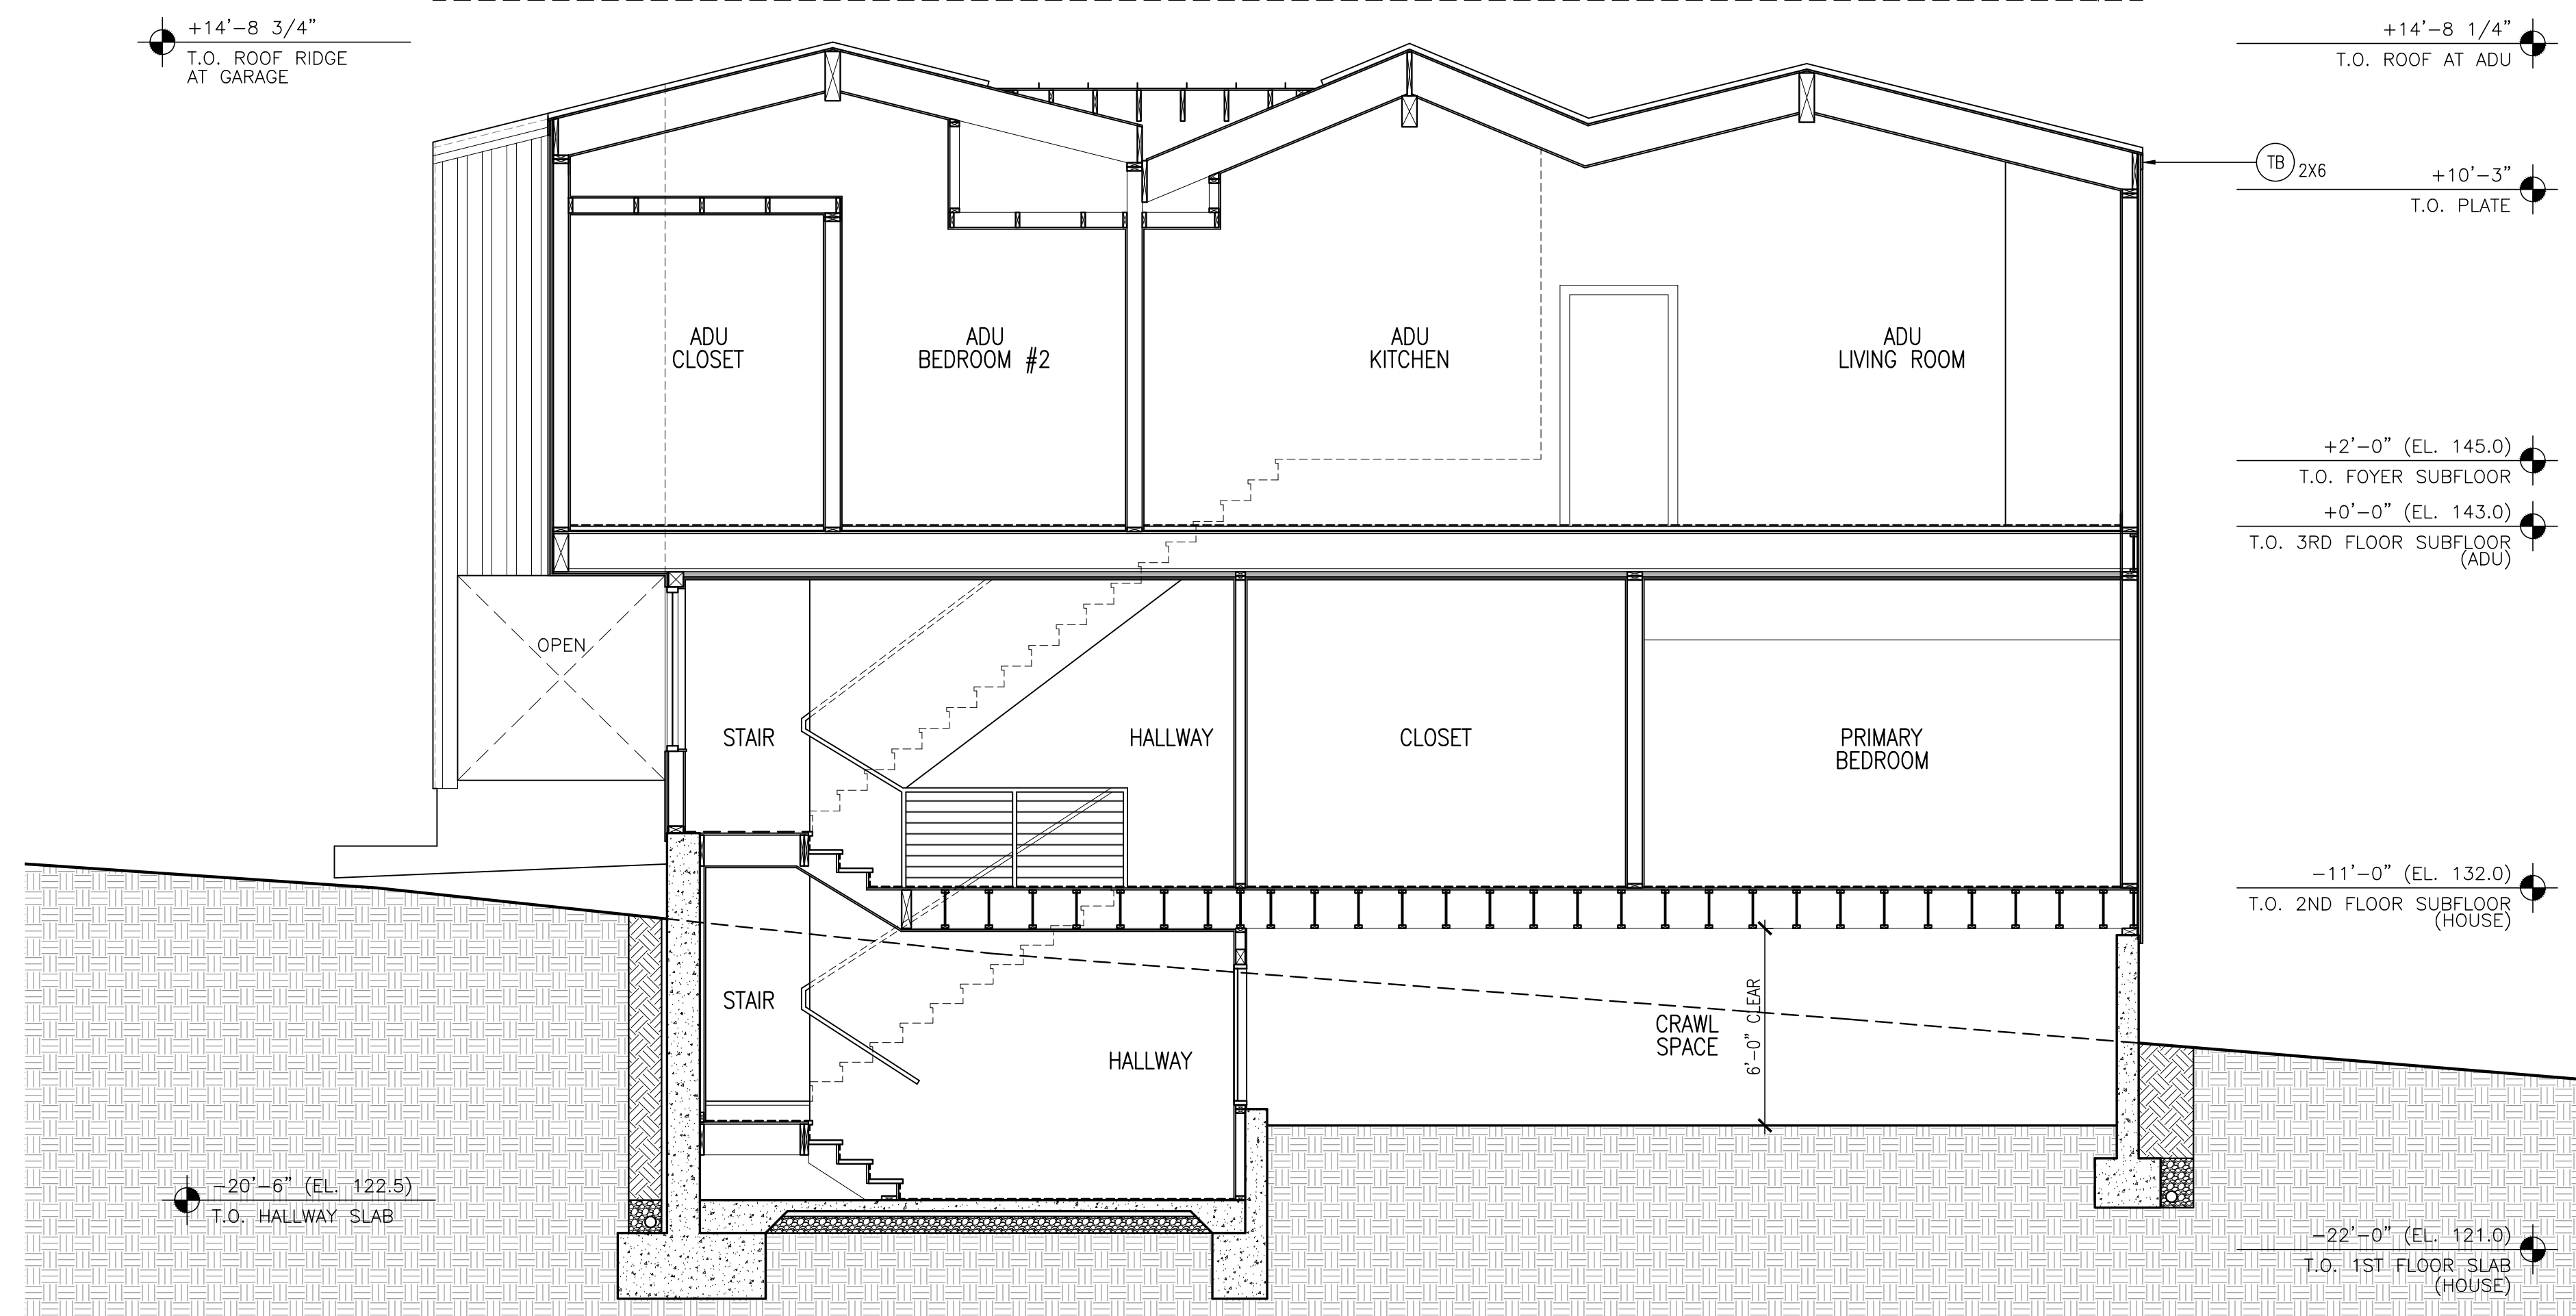 +14'-8 3/4"
T.O. ROOF RIDGE
AT GARAGE
+14'-8 1/4"
T.O. ROOF AT ADU
TB
2X6
+10'-3"
T.O. PLATE
ADU
CLOSET
ADU
BEDROOM #2
ADU
KITCHEN
ADU
LIVING ROOM
+2'-0" (EL. 145.0)
T.O. FOYER SUBFLOOR
+0'-0" (EL. 143.0)
T.O. 3RD FLOOR SUBFLOOR
(ADU)
OPEN
STAIR
HALLWAY
CLOSET
PRIMARY
BEDROOM
-11'-0" (EL. 132.0)
T.O. 2ND FLOOR SUBFLOOR
(HOUSE)
STAIR
HALLWAY
CRAWL
SPACE
6'-0" CLEAR
-20'-6" (EL. 122.5)
T.O. HALLWAY SLAB
-22'-0" (EL. 121.0)
T.O. 1ST FLOOR SLAB
(HOUSE)